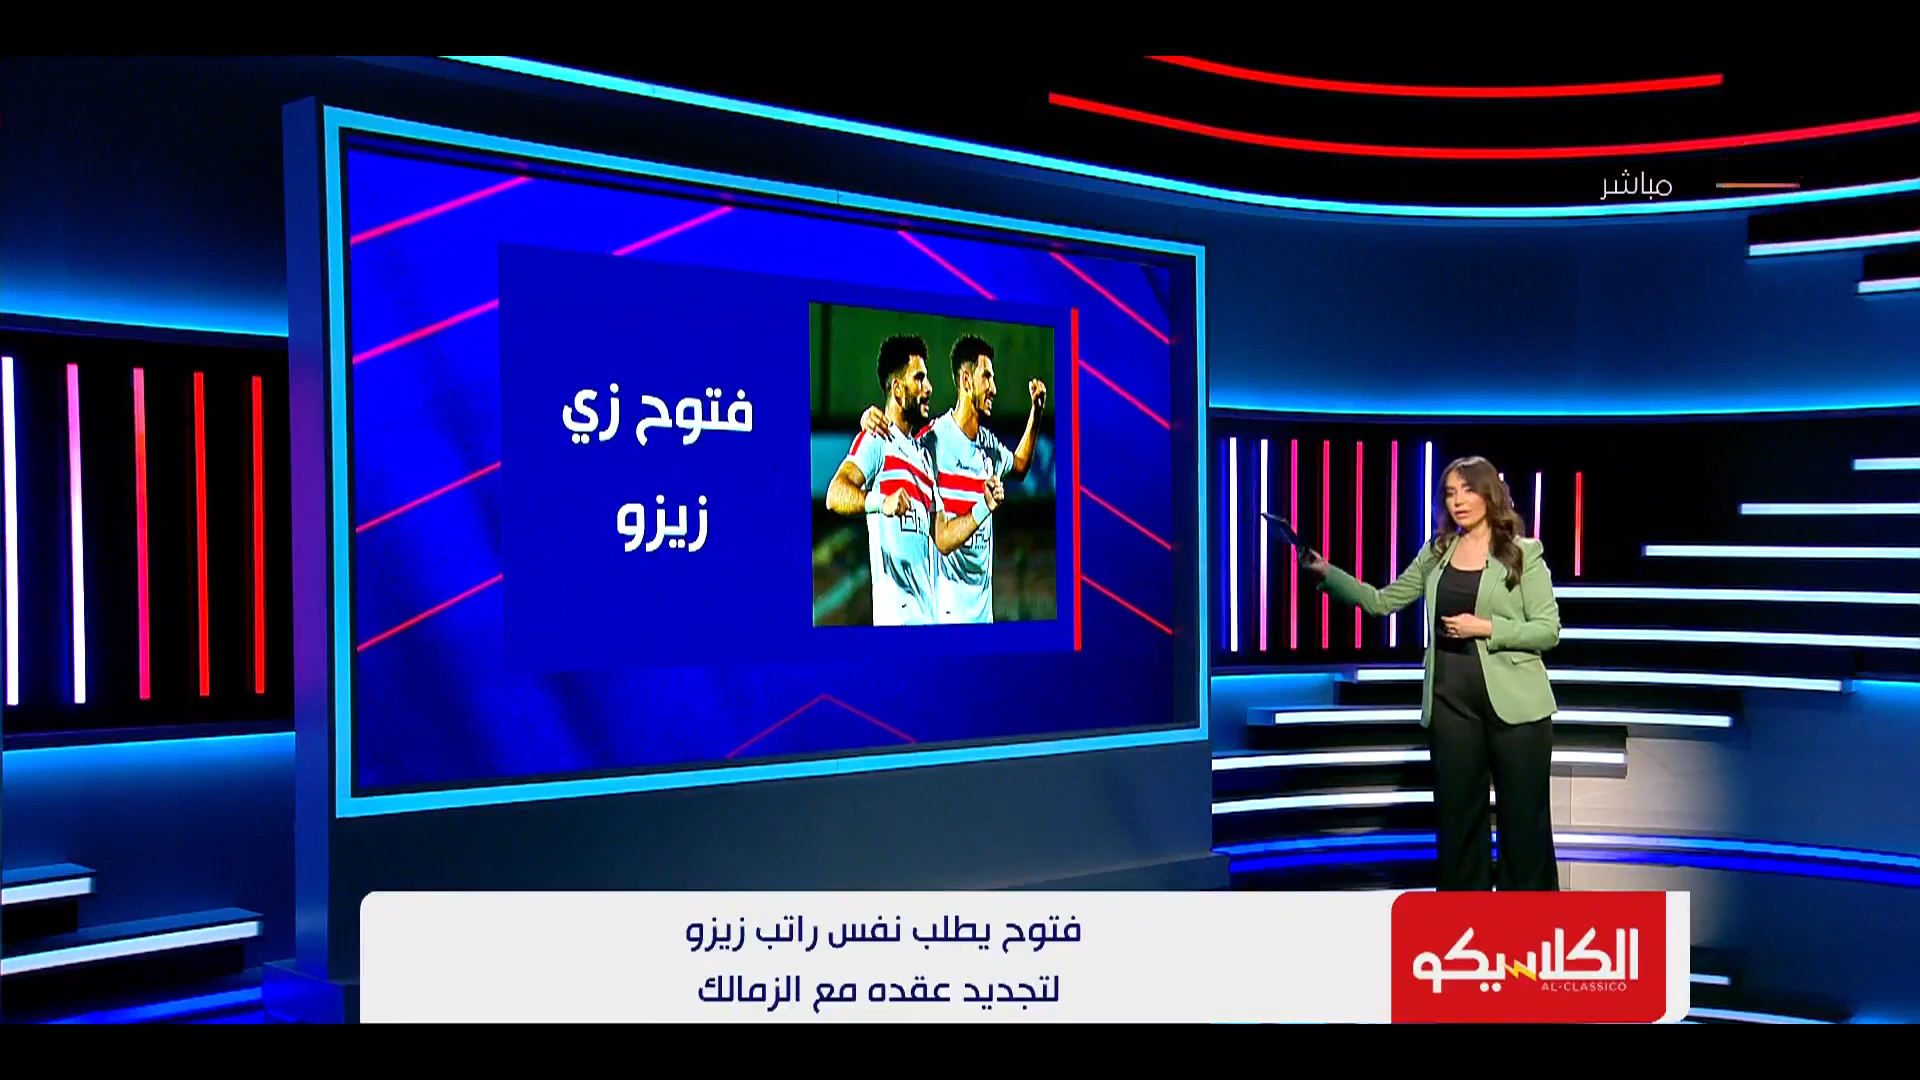 مباشر
فتوح زي
زيزو
فتوح يطلب نفس راتب زيزو
لتجديد عقده مع الزمالك
الكلاسيكو
AL-CLASSICO